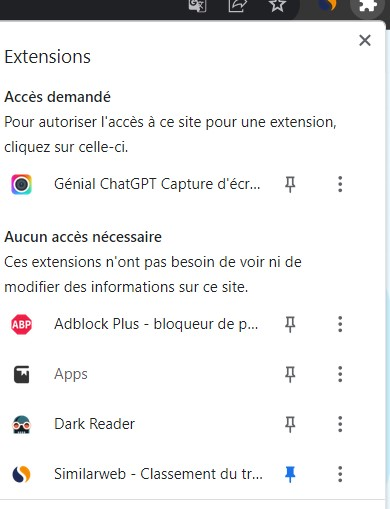 Extensions
Accès demandé
Pour autoriser l'accès à ce site pour une extension,
cliquez sur celle-ci.
Génial ChatGPT Capture d'écr...
Aucun accès nécessaire
Ces extensions n'ont pas besoin de voir ni de
modifier des informations sur ce site.
ABP Adblock Plus - bloqueur de p...
Apps
Dark Reader
Similarweb - Classement du tr...